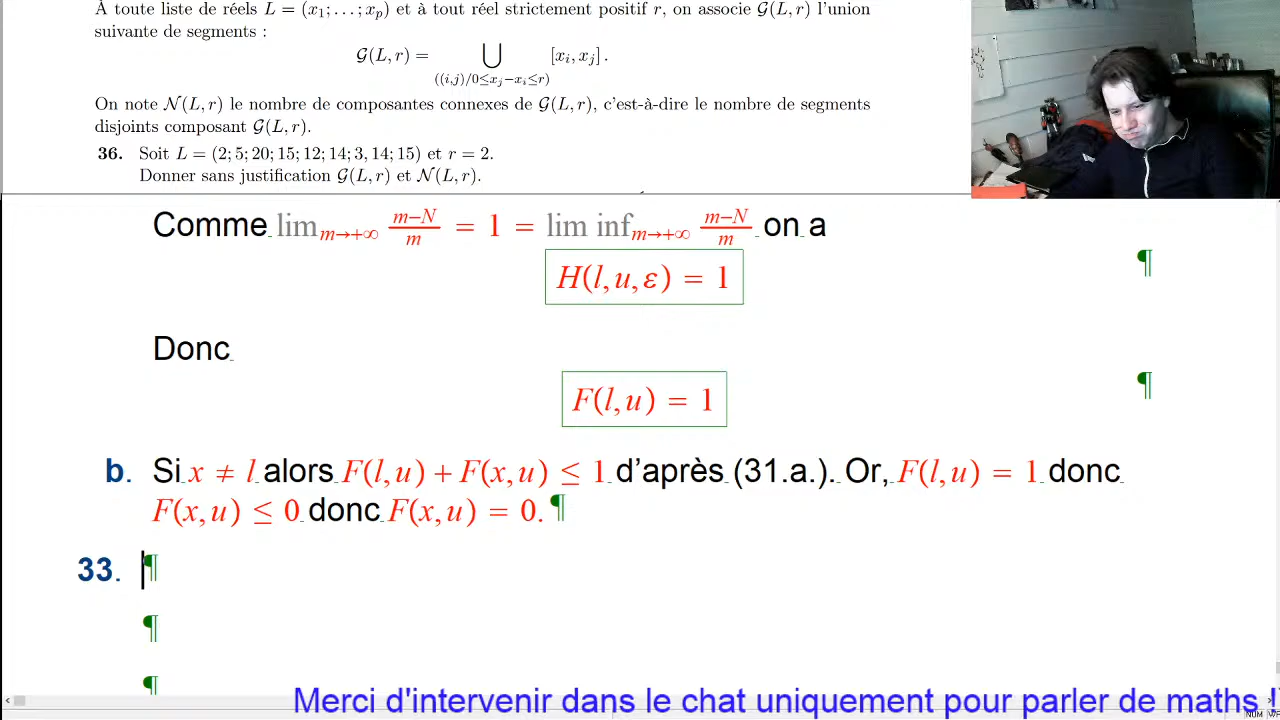 À toute liste de réels L = (x₁; . . . ; xₚ) et à tout réel strictement positif r, on associe 𝒢(L, r) l'union
suivante de segments :
𝒢(L, r) = ⋃ [xᵢ, xⱼ] .
((i,j)/0≤xⱼ−xᵢ≤r)
On note 𝒩(L, r) le nombre de composantes connexes de 𝒢(L, r), c'est-à-dire le nombre de segments
disjoints composant 𝒢(L, r).
36. Soit L = (2; 5; 20; 15; 12; 14; 3, 14; 15) et r = 2.
Donner sans justification 𝒢(L, r) et 𝒩(L, r).
Comme lim m→+∞ (m−N)/m = 1 = lim inf m→+∞ (m−N)/m on a
H(l, u, ε) = 1 ¶
Donc
F(l, u) = 1 ¶
b. Si x ≠ l alors F(l, u) + F(x, u) ≤ 1 d'après (31.a.). Or, F(l, u) = 1 donc
F(x, u) ≤ 0 donc F(x, u) = 0. ¶
33. ¶
¶
¶
Merci d'intervenir dans le chat uniquement pour parler de maths !
NUM